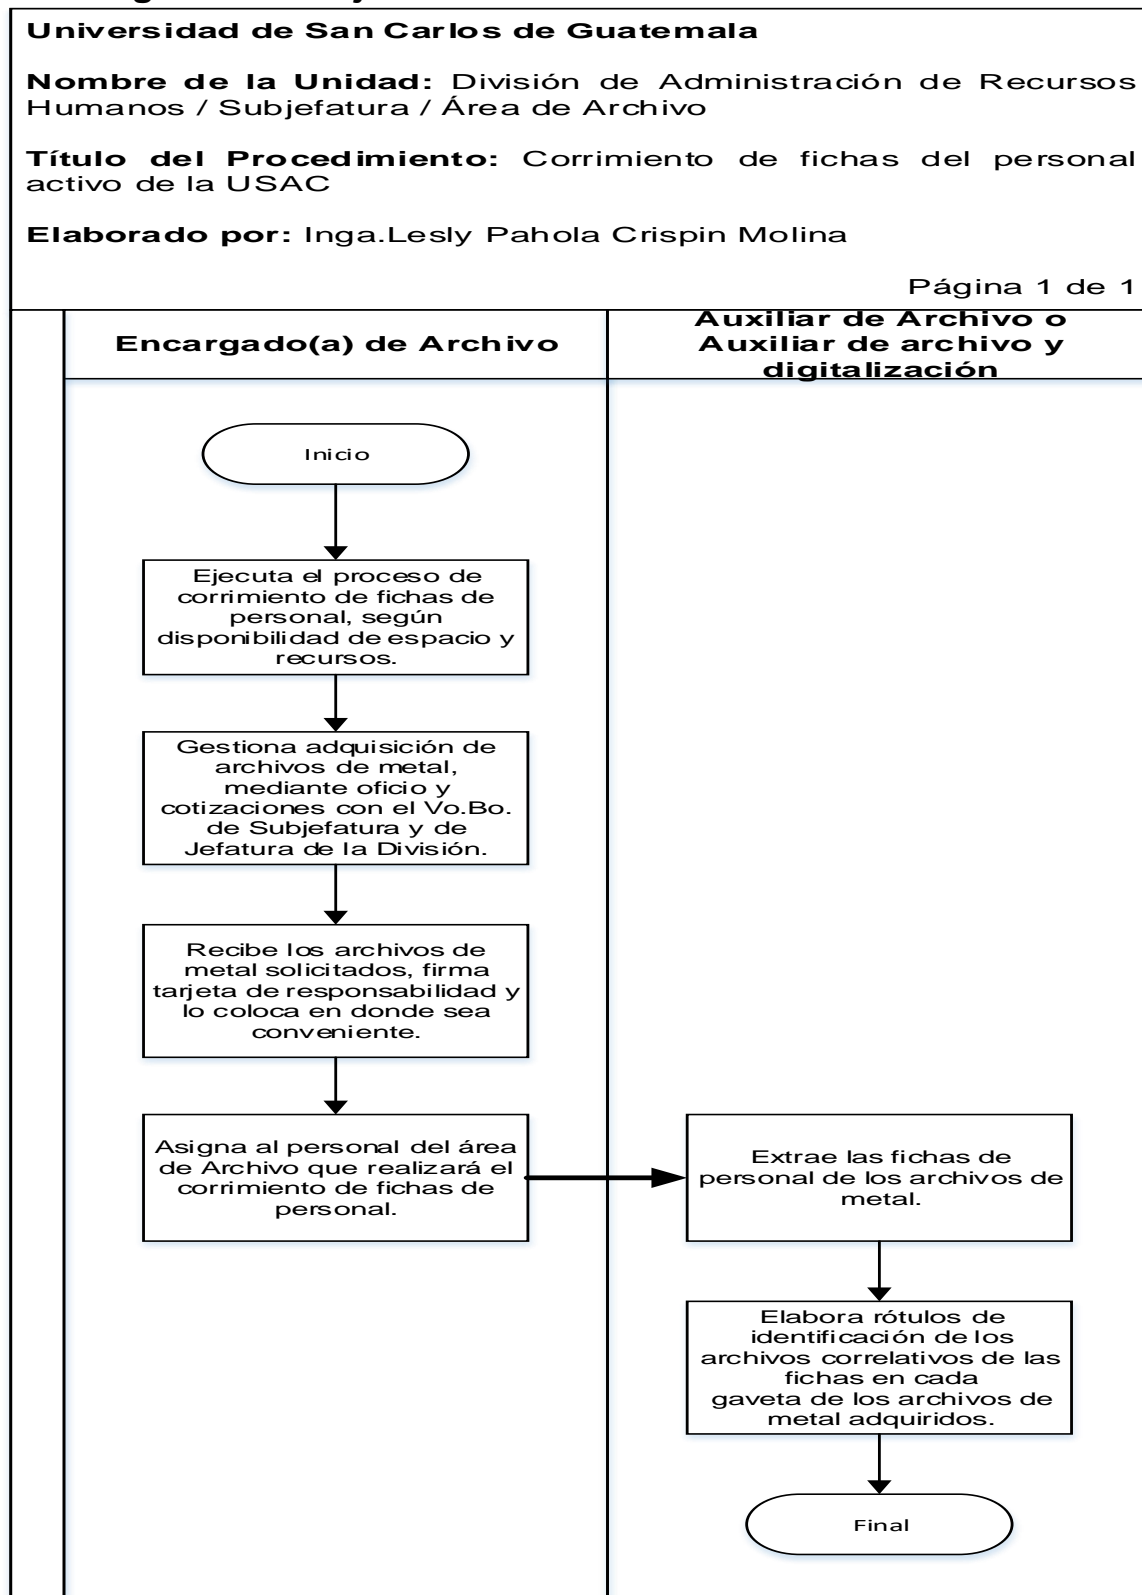 Universidad de San Carlos de Guatemala
Nombre de la Unidad: División de Administración de Recursos
Humanos / Subjefatura / Área de Archivo
Título del Procedimiento: Corrimiento de fichas del personal
activo de la USAC
Elaborado por: Inga.Lesly Pahola Crispin Molina
Página 1 de 1
Encargado(a) de Archivo
Auxiliar de Archivo o
Auxiliar de archivo y
digitalización
Inicio
Ejecuta el proceso de
corrimiento de fichas de
personal, según
disponibilidad de espacio y
recursos.
Gestiona adquisición de
archivos de metal,
mediante oficio y
cotizaciones con el Vo.Bo.
de Subjefatura y de
Jefatura de la División.
Recibe los archivos de
metal solicitados, firma
tarjeta de responsabilidad y
lo coloca en donde sea
conveniente.
Asigna al personal del área
de Archivo que realizará el
corrimiento de fichas de
personal.
Extrae las fichas de
personal de los archivos de
metal.
Elabora rótulos de
identificación de los
archivos correlativos de las
fichas en cada
gaveta de los archivos de
metal adquiridos.
Final